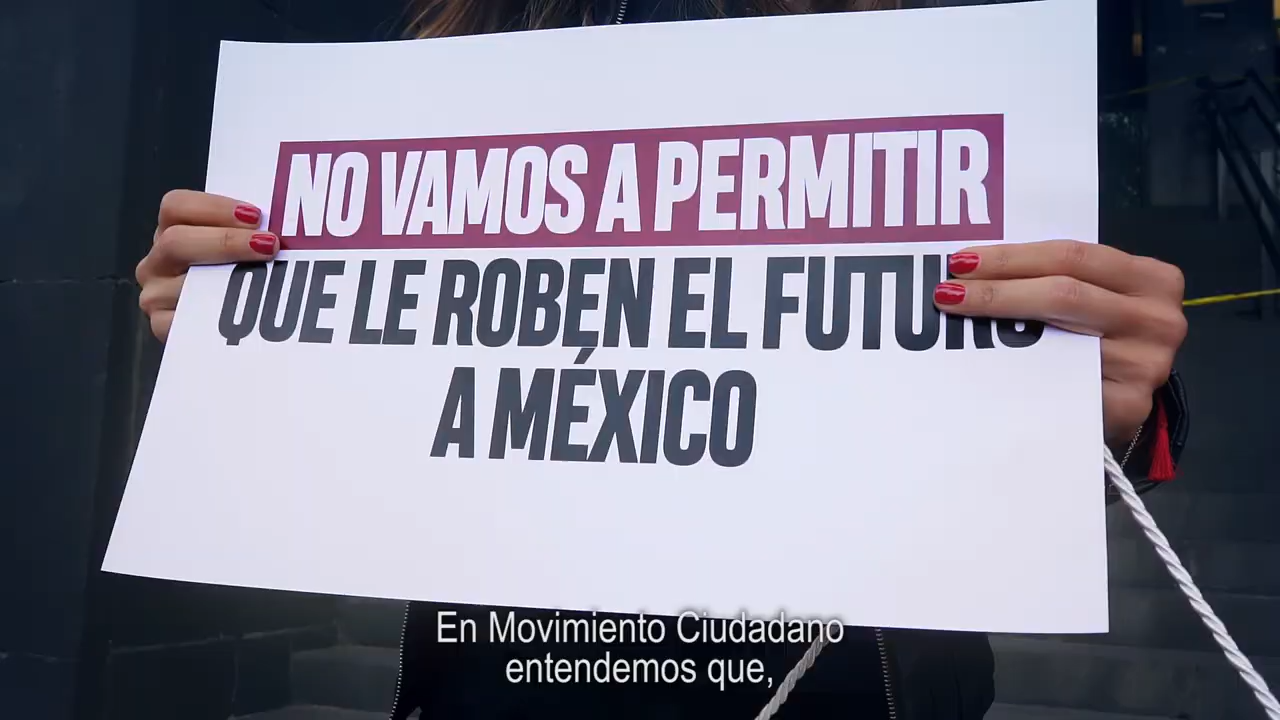 NO VAMOS A PERMITIR
QUE LE ROBEN EL FUTURO
A MÉXICO
En Movimiento Ciudadano
entendemos que,